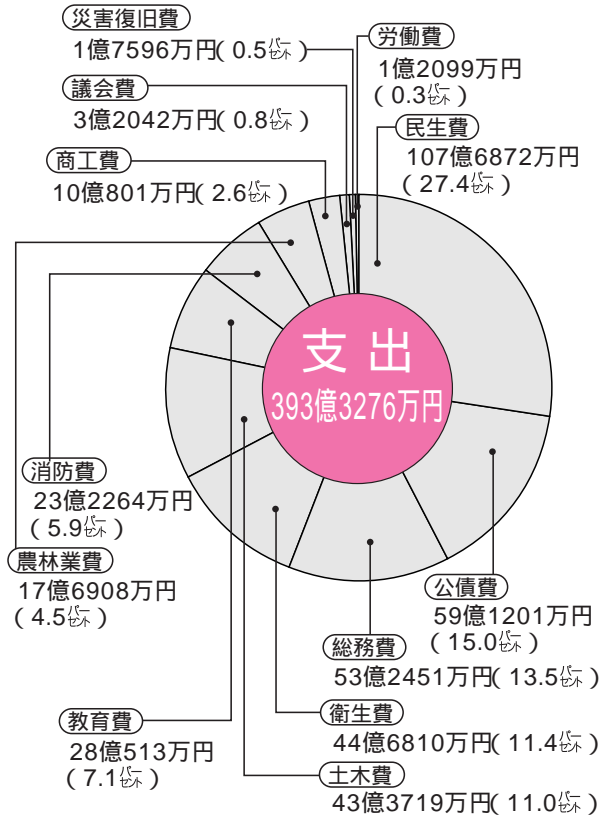 災害復旧費
1億7596万円( 0.5パーセント )
労働費
1億2099万円
( 0.3パーセント )
議会費
3億2042万円( 0.8パーセント )
民生費
107億6872万円
( 27.4パーセント )
商工費
10億801万円( 2.6パーセント )
支出
393億3276万円
消防費
23億2264万円
( 5.9パーセント )
農林業費
17億6908万円
( 4.5パーセント )
公債費
59億1201万円
( 15.0パーセント )
総務費
53億2451万円( 13.5パーセント )
教育費
28億513万円
( 7.1パーセント )
衛生費
44億6810万円( 11.4パーセント )
土木費
43億3719万円( 11.0パーセント )